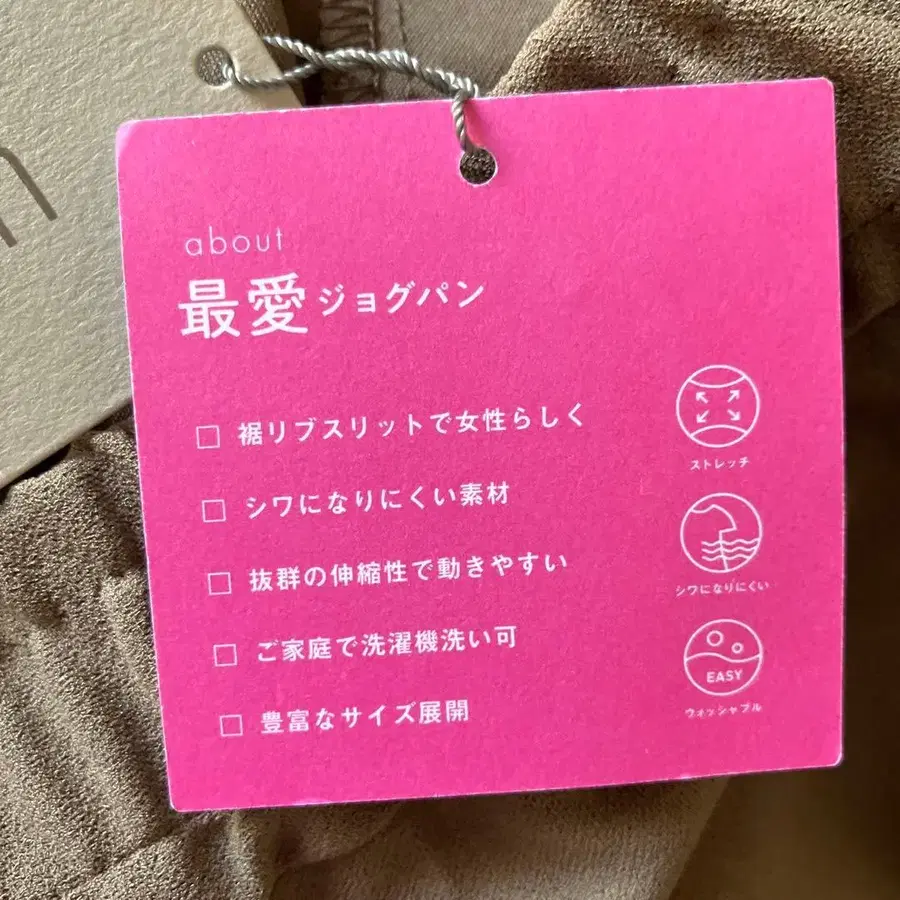 about
最愛ジョグパン
□ 裾リブスリットで女性らしく
□ シワになりにくい素材
□ 抜群の伸縮性で動きやすい
□ ご家庭で洗濯機洗い可
□ 豊富なサイズ展開
ストレッチ
シワになりにくい
EASY
ウォッシャブル